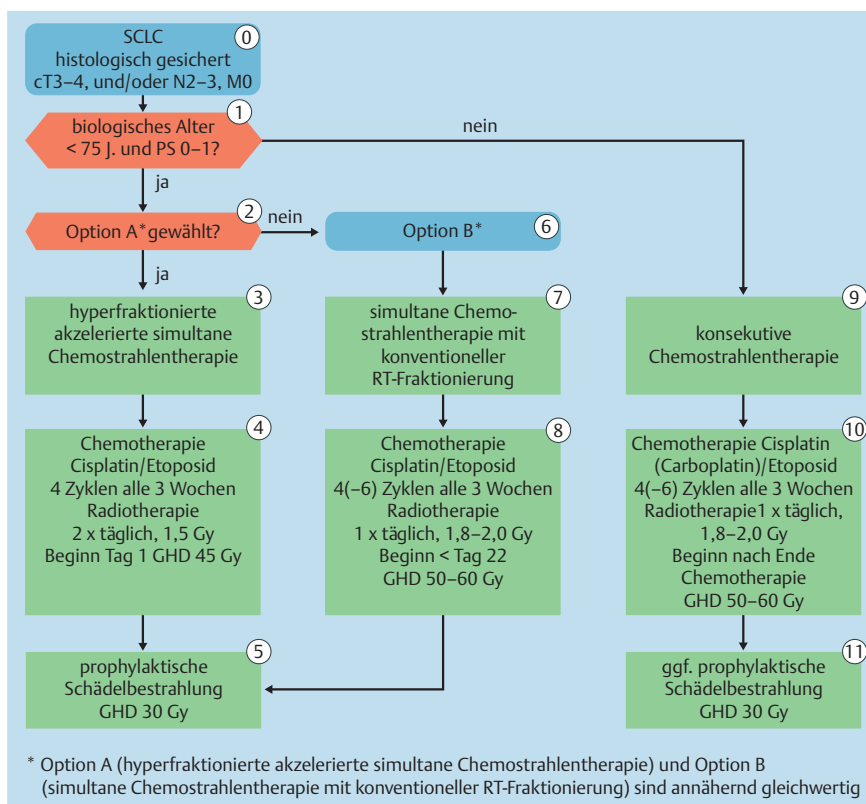 0
SCLC
histologisch gesichert
cT3–4, und/oder N2–3, M0
1
biologisches Alter
< 75 J. und PS 0–1?
nein
ja
2
Option A* gewählt?
nein
6
Option B*
ja
3
hyperfraktionierte
akzelerierte simultane
Chemostrahlentherapie
7
simultane Chemo-
strahlentherapie mit
konventioneller
RT-Fraktionierung
9
konsekutive
Chemostrahlentherapie
4
Chemotherapie
Cisplatin/Etoposid
4 Zyklen alle 3 Wochen
Radiotherapie
2 x täglich, 1,5 Gy
Beginn Tag 1 GHD 45 Gy
8
Chemotherapie
Cisplatin/Etoposid
4(–6) Zyklen alle 3 Wochen
Radiotherapie
1 x täglich, 1,8–2,0 Gy
Beginn < Tag 22
GHD 50–60 Gy
10
Chemotherapie Cisplatin
(Carboplatin)/Etoposid
4(–6) Zyklen alle 3 Wochen
Radiotherapie1 x täglich,
1,8–2,0 Gy
Beginn nach Ende
Chemotherapie
GHD 50–60 Gy
5
prophylaktische
Schädelbestrahlung
GHD 30 Gy
11
ggf. prophylaktische
Schädelbestrahlung
GHD 30 Gy
* Option A (hyperfraktionierte akzelerierte simultane Chemostrahlentherapie) und Option B
(simultane Chemostrahlentherapie mit konventioneller RT-Fraktionierung) sind annähernd gleichwertig